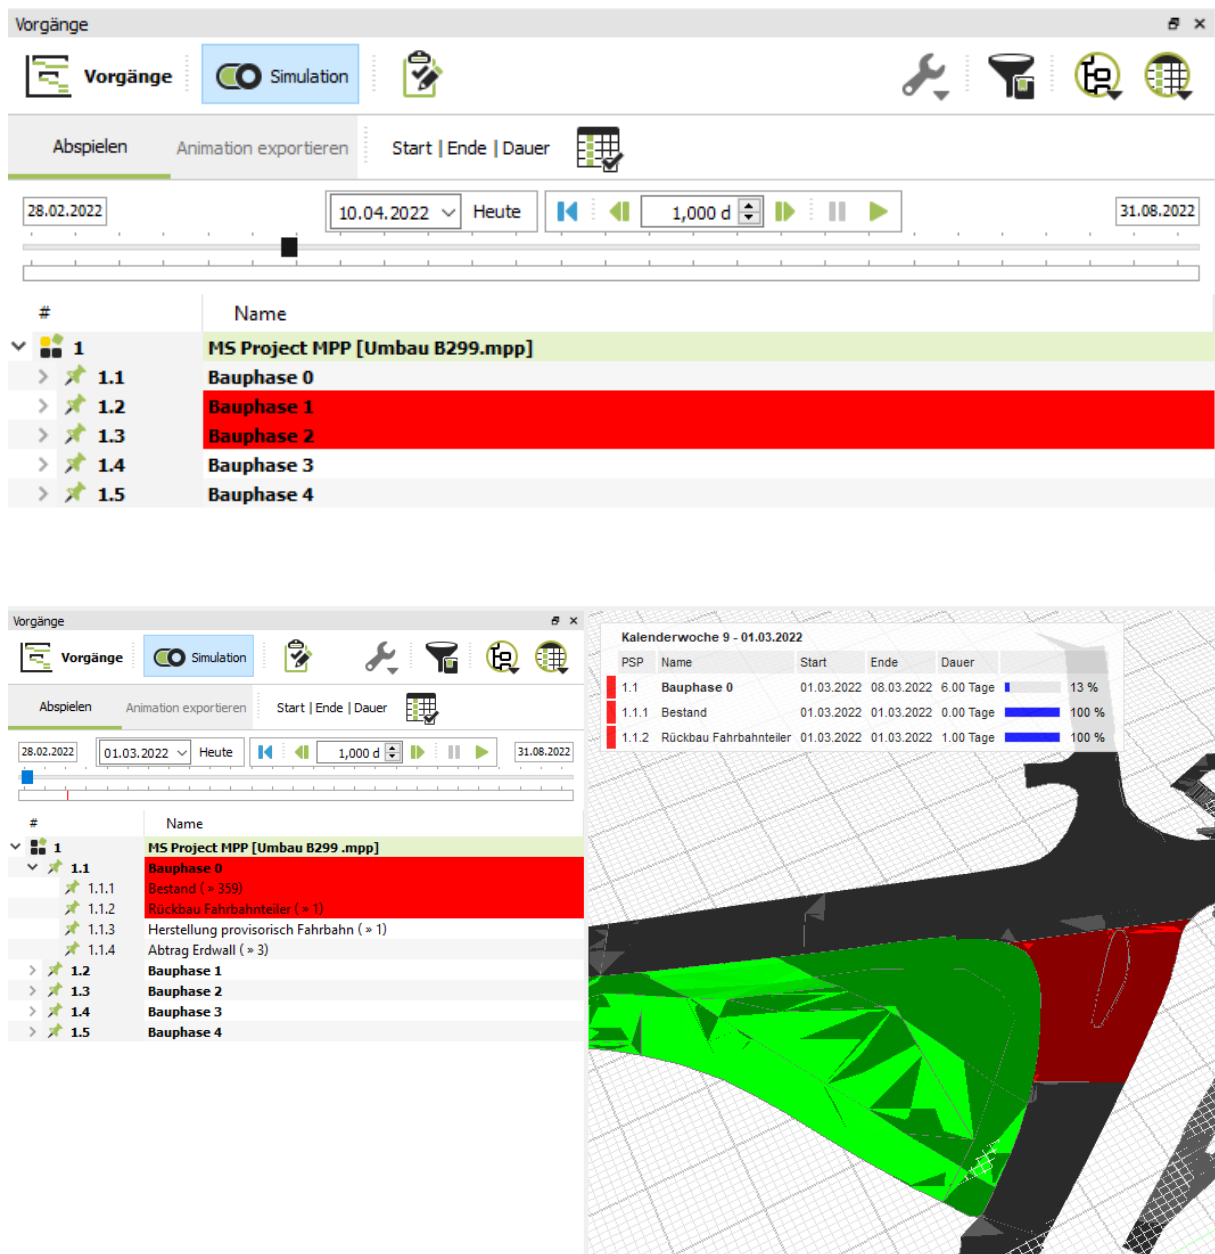 Vorgänge
Vorgänge Simulation
Abspielen Animation exportieren Start | Ende | Dauer
28.02.2022 10.04.2022 Heute 1,000 d 31.08.2022
# Name
1 MS Project MPP [Umbau B299.mpp]
1.1 Bauphase 0
1.2 Bauphase 1
1.3 Bauphase 2
1.4 Bauphase 3
1.5 Bauphase 4
Vorgänge
Vorgänge Simulation
Abspielen Animation exportieren Start | Ende | Dauer
28.02.2022 01.03.2022 Heute 1,000 d 31.08.2022
# Name
1 MS Project MPP [Umbau B299 .mpp]
1.1 Bauphase 0
1.1.1 Bestand ( » 359)
1.1.2 Rückbau Fahrbahnteiler ( » 1)
1.1.3 Herstellung provisorisch Fahrbahn ( » 1)
1.1.4 Abtrag Erdwall ( » 3)
1.2 Bauphase 1
1.3 Bauphase 2
1.4 Bauphase 3
1.5 Bauphase 4
Kalenderwoche 9 - 01.03.2022
PSP Name Start Ende Dauer
1.1 Bauphase 0 01.03.2022 08.03.2022 6.00 Tage 13 %
1.1.1 Bestand 01.03.2022 01.03.2022 0.00 Tage 100 %
1.1.2 Rückbau Fahrbahnteiler 01.03.2022 01.03.2022 1.00 Tage 100 %